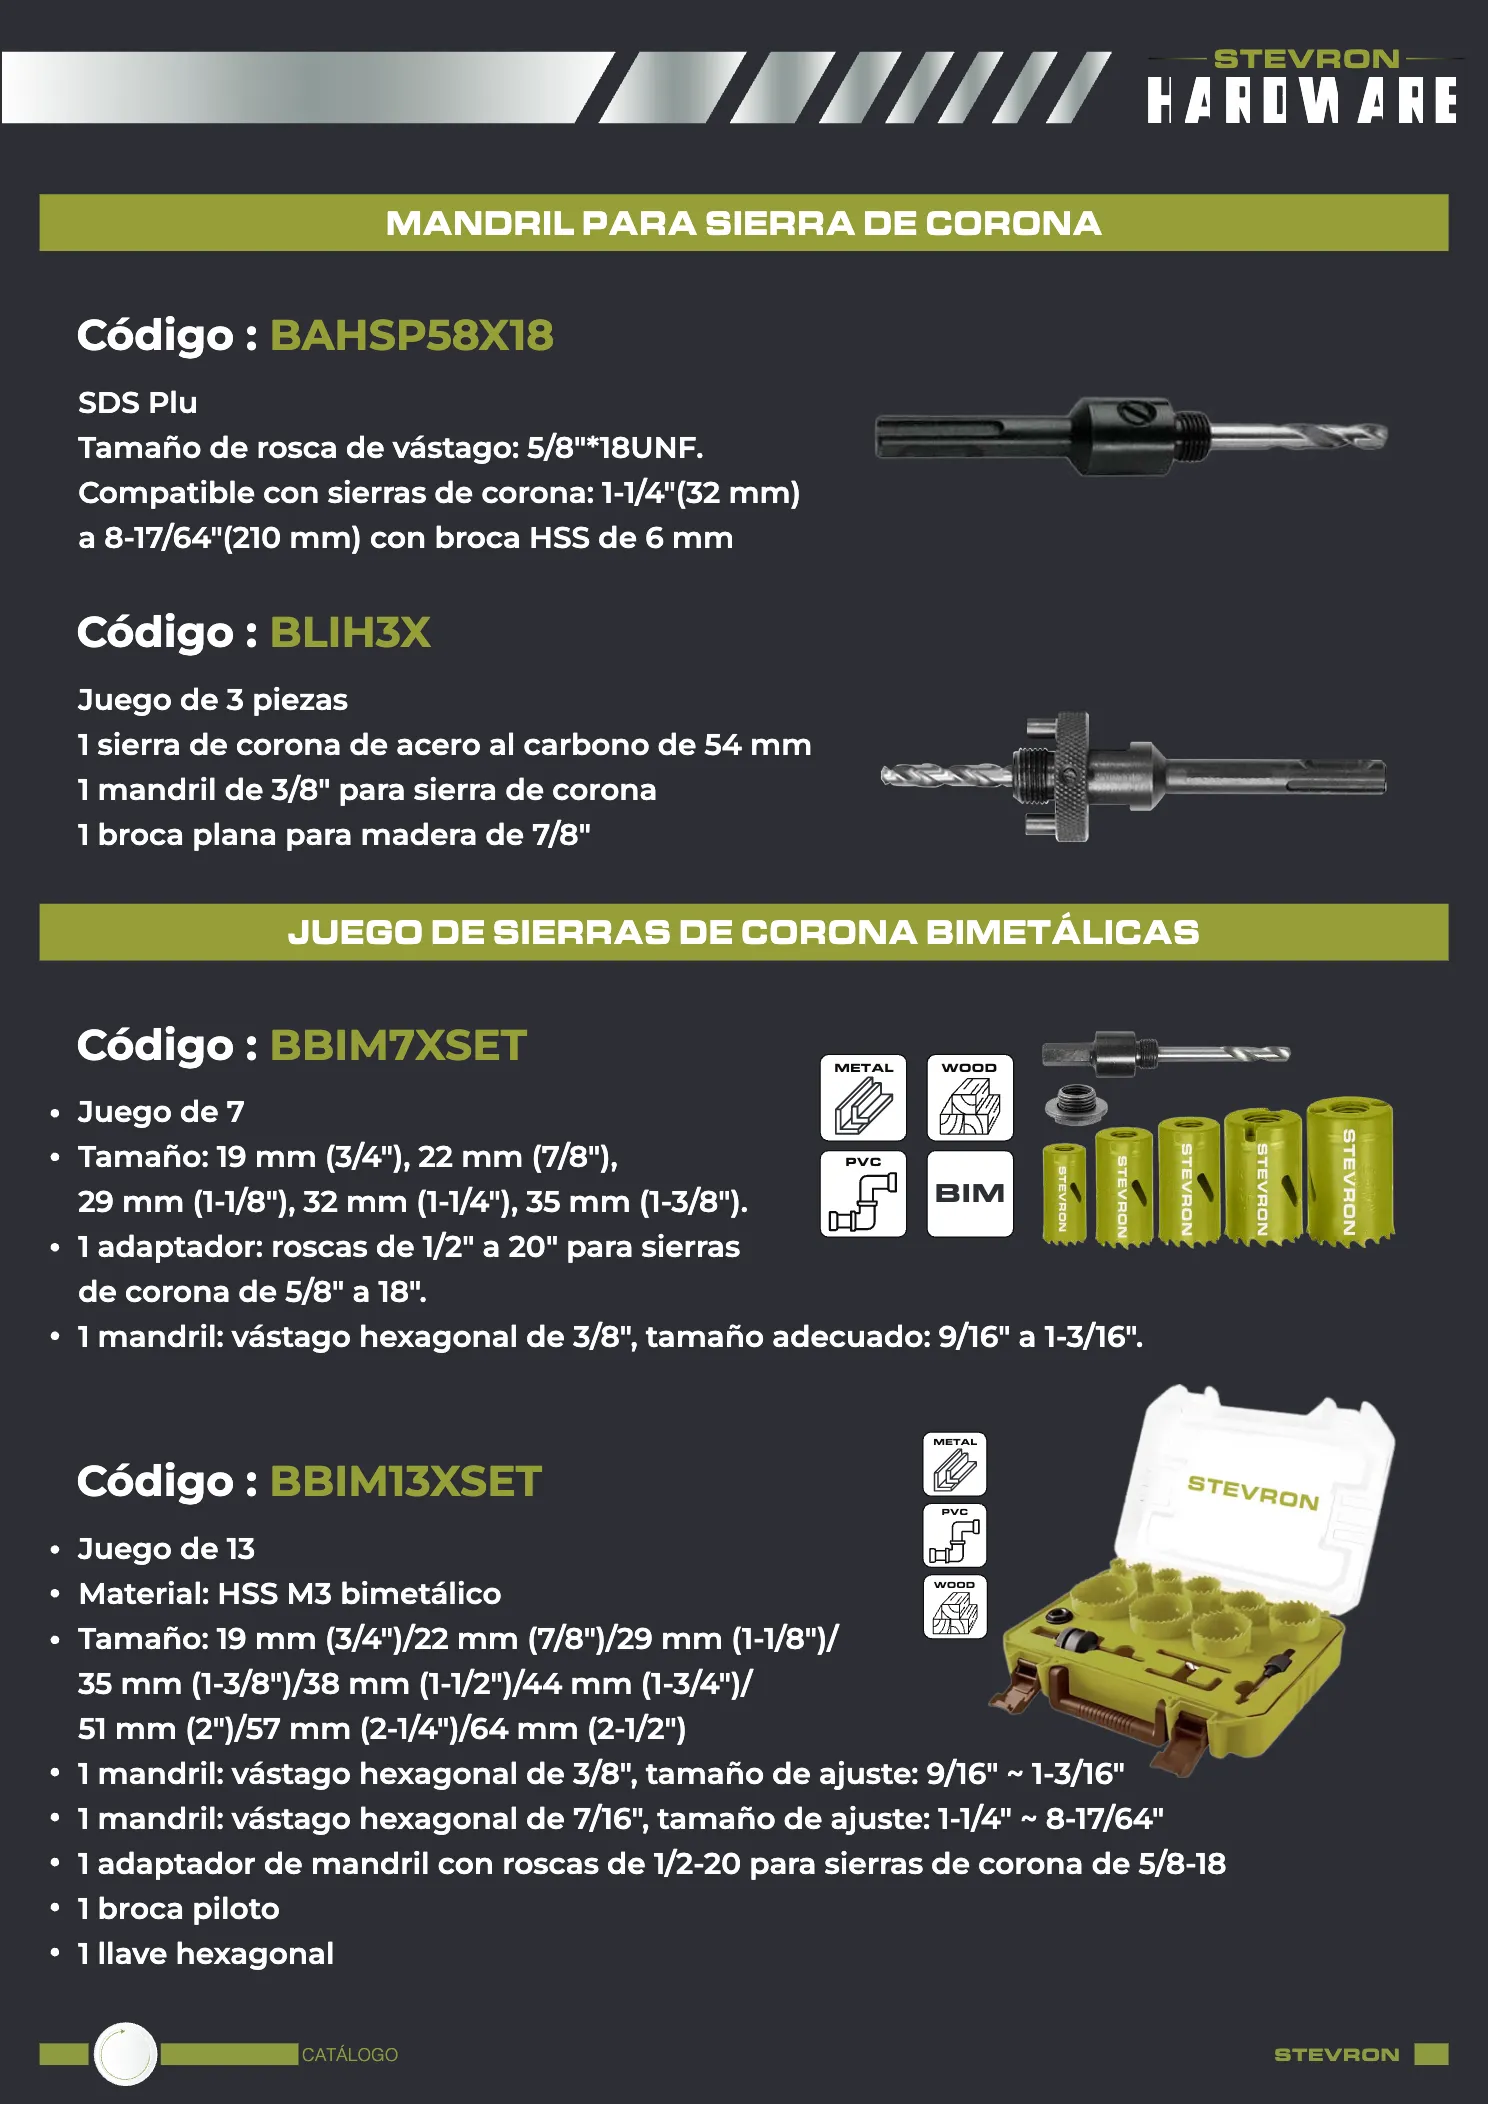 STEVRON
HARDWARE
MANDRIL PARA SIERRA DE CORONA
Código : BAHSP58X18
SDS Plu
Tamaño de rosca de vástago: 5/8"*18UNF.
Compatible con sierras de corona: 1-1/4"(32 mm)
a 8-17/64"(210 mm) con broca HSS de 6 mm
Código : BLIH3X
Juego de 3 piezas
1 sierra de corona de acero al carbono de 54 mm
1 mandril de 3/8" para sierra de corona
1 broca plana para madera de 7/8"
JUEGO DE SIERRAS DE CORONA BIMETÁLICAS
Código : BBIM7XSET
• Juego de 7
• Tamaño: 19 mm (3/4"), 22 mm (7/8"),
29 mm (1-1/8"), 32 mm (1-1/4"), 35 mm (1-3/8").
• 1 adaptador: roscas de 1/2" a 20" para sierras
de corona de 5/8" a 18".
• 1 mandril: vástago hexagonal de 3/8", tamaño adecuado: 9/16" a 1-3/16".
METAL
WOOD
PVC
BIM
STEVRON
STEVRON
STEVRON
STEVRON
STEVRON
Código : BBIM13XSET
• Juego de 13
• Material: HSS M3 bimetálico
• Tamaño: 19 mm (3/4")/22 mm (7/8")/29 mm (1-1/8")/
35 mm (1-3/8")/38 mm (1-1/2")/44 mm (1-3/4")/
51 mm (2")/57 mm (2-1/4")/64 mm (2-1/2")
• 1 mandril: vástago hexagonal de 3/8", tamaño de ajuste: 9/16" ~ 1-3/16"
• 1 mandril: vástago hexagonal de 7/16", tamaño de ajuste: 1-1/4" ~ 8-17/64"
• 1 adaptador de mandril con roscas de 1/2-20 para sierras de corona de 5/8-18
• 1 broca piloto
• 1 llave hexagonal
METAL
PVC
WOOD
STEVRON
CATÁLOGO
STEVRON